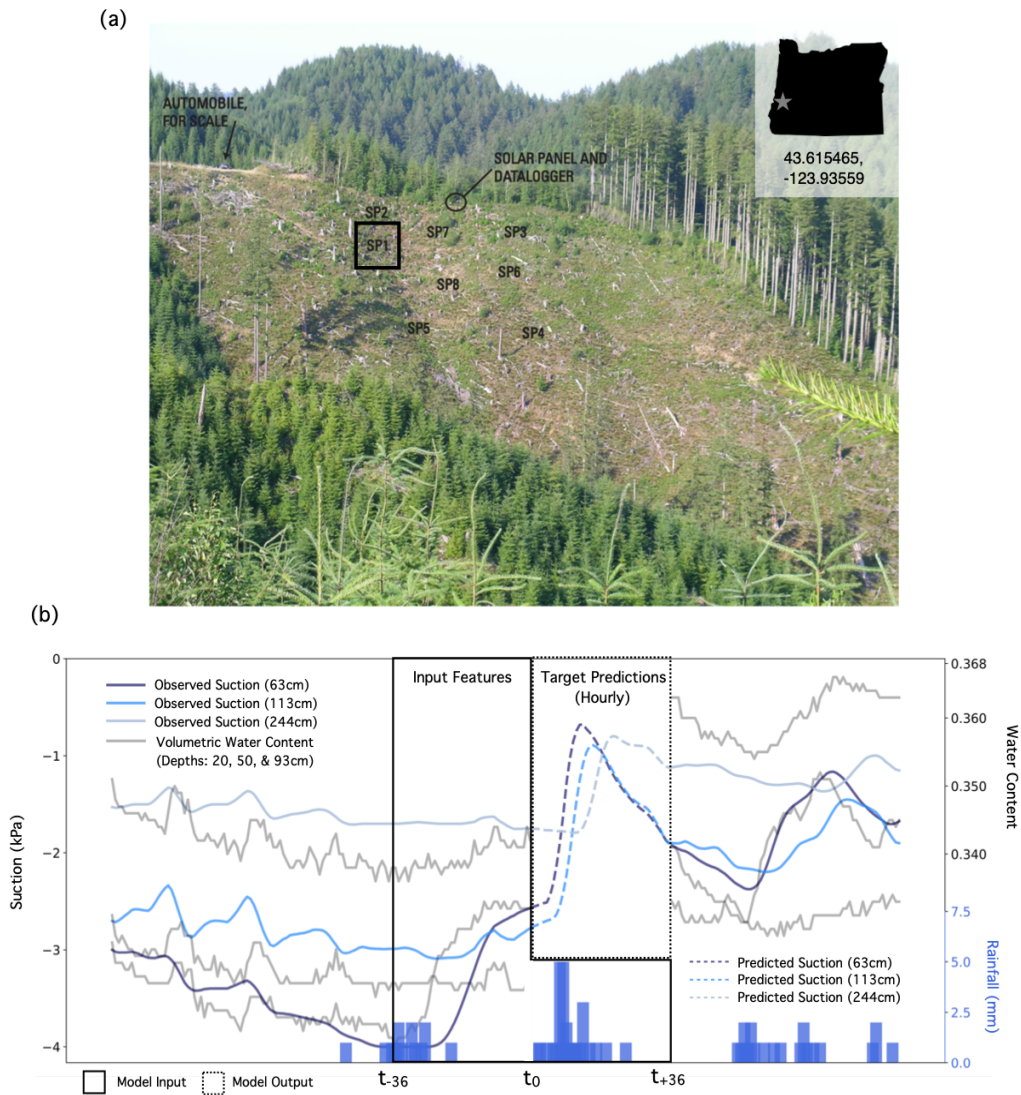 (a)
AUTOMOBILE,
FOR SCALE
SOLAR PANEL AND
DATALOGGER
43.615465,
-123.93559
SP2
SP1
SP7
SP3
SP6
SP8
SP5
SP4
(b)
0
−1
−2
−3
−4
Suction (kPa)
Observed Suction (63cm)
Observed Suction (113cm)
Observed Suction (244cm)
Volumetric Water Content
(Depths: 20, 50, & 93cm)
Input Features
Target Predictions
(Hourly)
0.368
0.360
0.350
0.340
Water Content
7.5
5.0
2.5
0.0
Rainfall (mm)
Predicted Suction (63cm)
Predicted Suction (113cm)
Predicted Suction (244cm)
t-36
t0
t+36
Model Input
Model Output